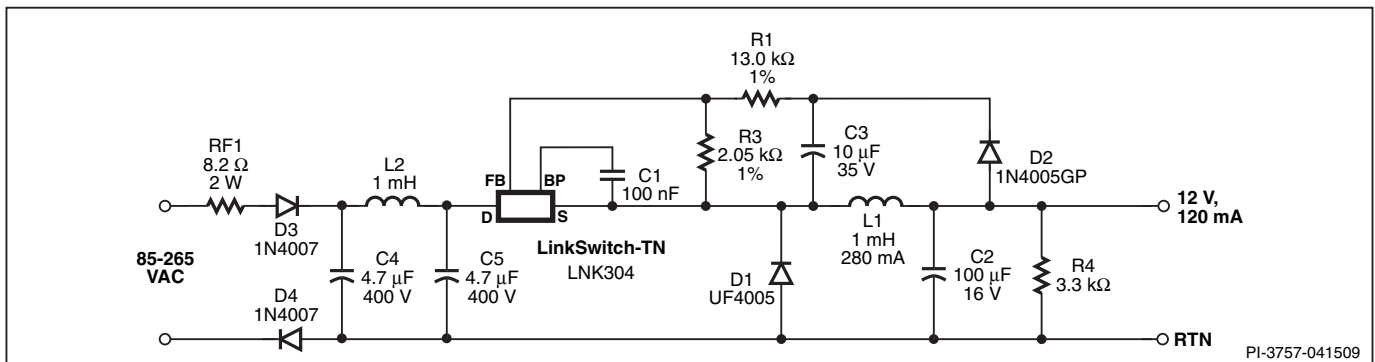 R1
13.0 kΩ
1%
RF1
8.2 Ω
2 W
L2
1 mH
R3
2.05 kΩ
1%
C3
10 µF
35 V
D2
1N4005GP
FB
BP
C1
100 nF
D
S
D3
1N4007
LinkSwitch-TN
LNK304
L1
1 mH
280 mA
12 V,
120 mA
85-265
VAC
C4
4.7 µF
400 V
C5
4.7 µF
400 V
D1
UF4005
C2
100 µF
16 V
R4
3.3 kΩ
D4
1N4007
RTN
PI-3757-041509